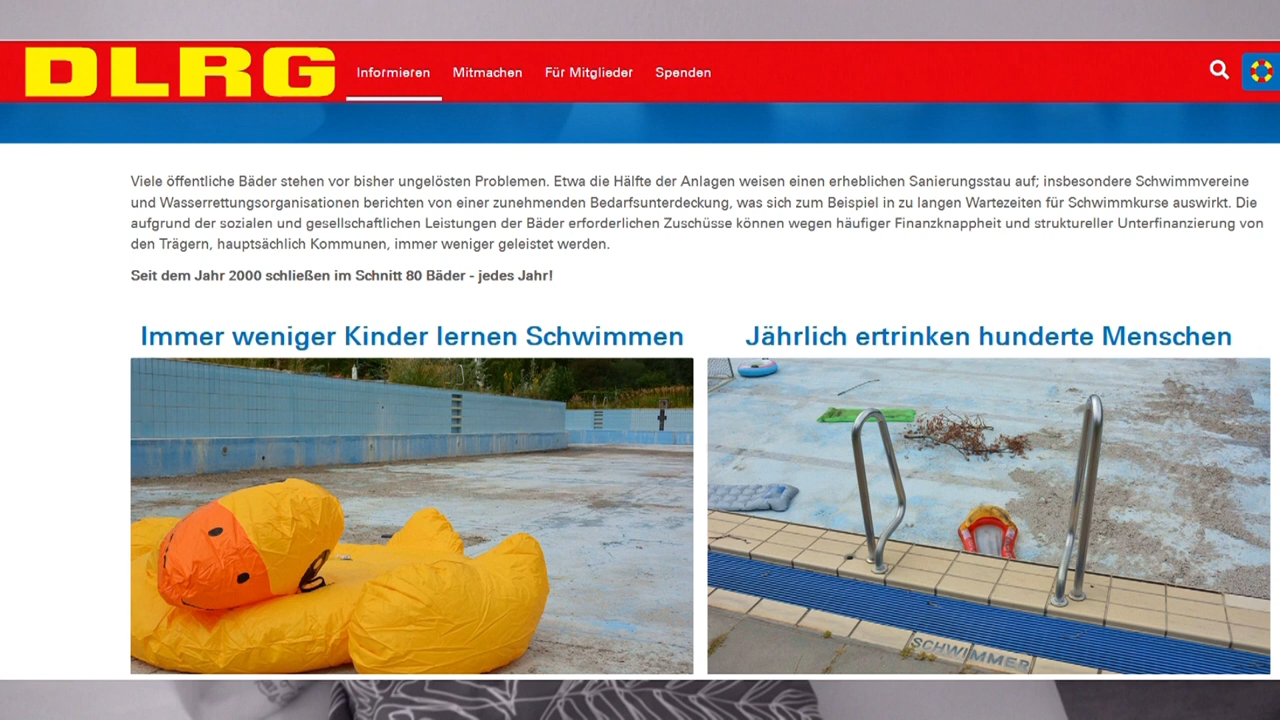 DLRG
Informieren
Mitmachen
Für Mitglieder
Spenden
Viele öffentliche Bäder stehen vor bisher ungelösten Problemen. Etwa die Hälfte der Anlagen weisen einen erheblichen Sanierungsstau auf; insbesondere Schwimmvereine
und Wasserrettungsorganisationen berichten von einer zunehmenden Bedarfsunterdeckung, was sich zum Beispiel in zu langen Wartezeiten für Schwimmkurse auswirkt. Die
aufgrund der sozialen und gesellschaftlichen Leistungen der Bäder erforderlichen Zuschüsse können wegen häufiger Finanzknappheit und struktureller Unterfinanzierung von
den Trägern, hauptsächlich Kommunen, immer weniger geleistet werden.
Seit dem Jahr 2000 schließen im Schnitt 80 Bäder - jedes Jahr!
Immer weniger Kinder lernen Schwimmen
Jährlich ertrinken hunderte Menschen
SCHWIMMER